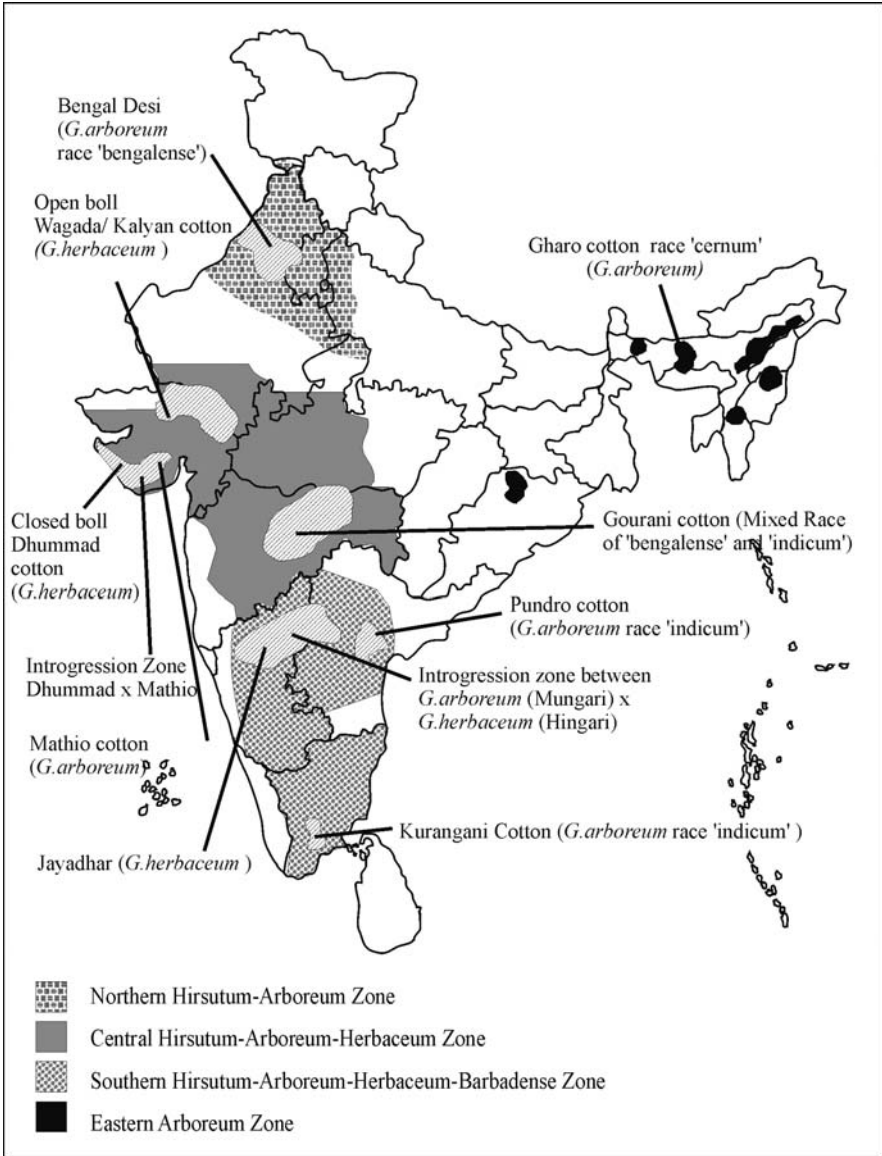 Bengal Desi
(G.arboreum
race 'bengalense')
Open boll
Wagada/ Kalyan cotton
(G.herbaceum )
Gharo cotton race 'cernum'
(G.arboreum)
Closed boll
Dhummad
cotton
(G.herbaceum)
Gourani cotton (Mixed Race
of 'bengalense' and 'indicum')
Pundro cotton
(G.arboreum race 'indicum')
Introgression Zone
Dhummad x Mathio
Introgression zone between
G.arboreum (Mungari) x
G.herbaceum (Hingari)
Mathio cotton
(G.arboreum)
Kurangani Cotton (G.arboreum race 'indicum' )
Jayadhar (G.herbaceum )
Northern Hirsutum-Arboreum Zone
Central Hirsutum-Arboreum-Herbaceum Zone
Southern Hirsutum-Arboreum-Herbaceum-Barbadense Zone
Eastern Arboreum Zone